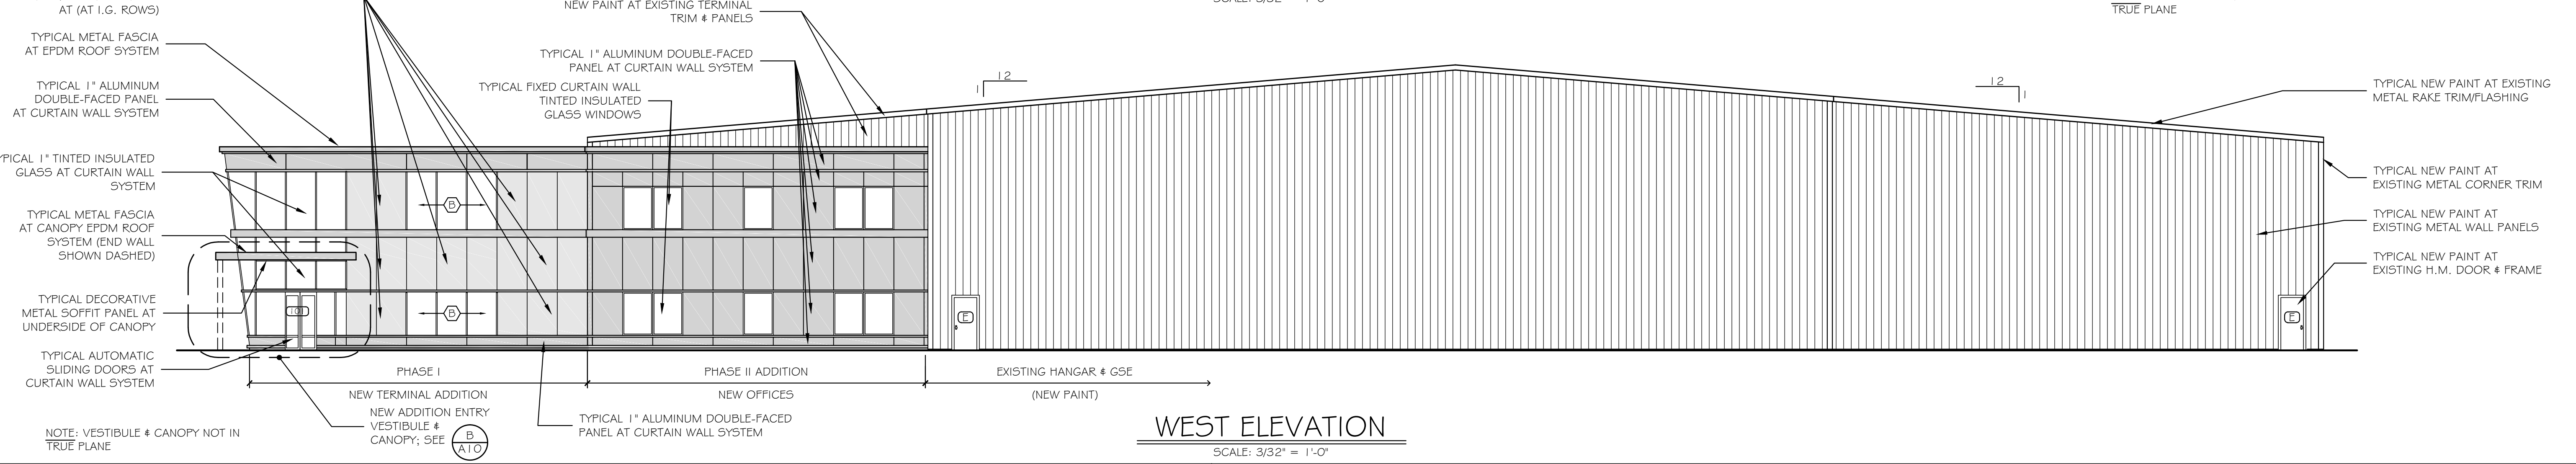 AT (AT I.G. ROWS)
TYPICAL METAL FASCIA
AT EPDM ROOF SYSTEM
TYPICAL 1" ALUMINUM
DOUBLE-FACED PANEL
AT CURTAIN WALL SYSTEM
TYPICAL 1" TINTED INSULATED
GLASS AT CURTAIN WALL
SYSTEM
TYPICAL METAL FASCIA
AT CANOPY EPDM ROOF
SYSTEM (END WALL
SHOWN DASHED)
TYPICAL DECORATIVE
METAL SOFFIT PANEL AT
UNDERSIDE OF CANOPY
TYPICAL AUTOMATIC
SLIDING DOORS AT
CURTAIN WALL SYSTEM
NOTE: VESTIBULE & CANOPY NOT IN
TRUE PLANE
NEW PAINT AT EXISTING TERMINAL
TRIM & PANELS
TYPICAL 1" ALUMINUM DOUBLE-FACED
PANEL AT CURTAIN WALL SYSTEM
TYPICAL FIXED CURTAIN WALL
TINTED INSULATED
GLASS WINDOWS
B
B
101
E
E
12
1
12
1
PHASE I
NEW TERMINAL ADDITION
PHASE II ADDITION
NEW OFFICES
EXISTING HANGAR & GSE
(NEW PAINT)
NEW ADDITION ENTRY
VESTIBULE &
CANOPY; SEE
B
A10
TYPICAL 1" ALUMINUM DOUBLE-FACED
PANEL AT CURTAIN WALL SYSTEM
WEST ELEVATION
SCALE: 3/32" = 1'-0"
TRUE PLANE
TYPICAL NEW PAINT AT EXISTING
METAL RAKE TRIM/FLASHING
TYPICAL NEW PAINT AT
EXISTING METAL CORNER TRIM
TYPICAL NEW PAINT AT
EXISTING METAL WALL PANELS
TYPICAL NEW PAINT AT
EXISTING H.M. DOOR & FRAME